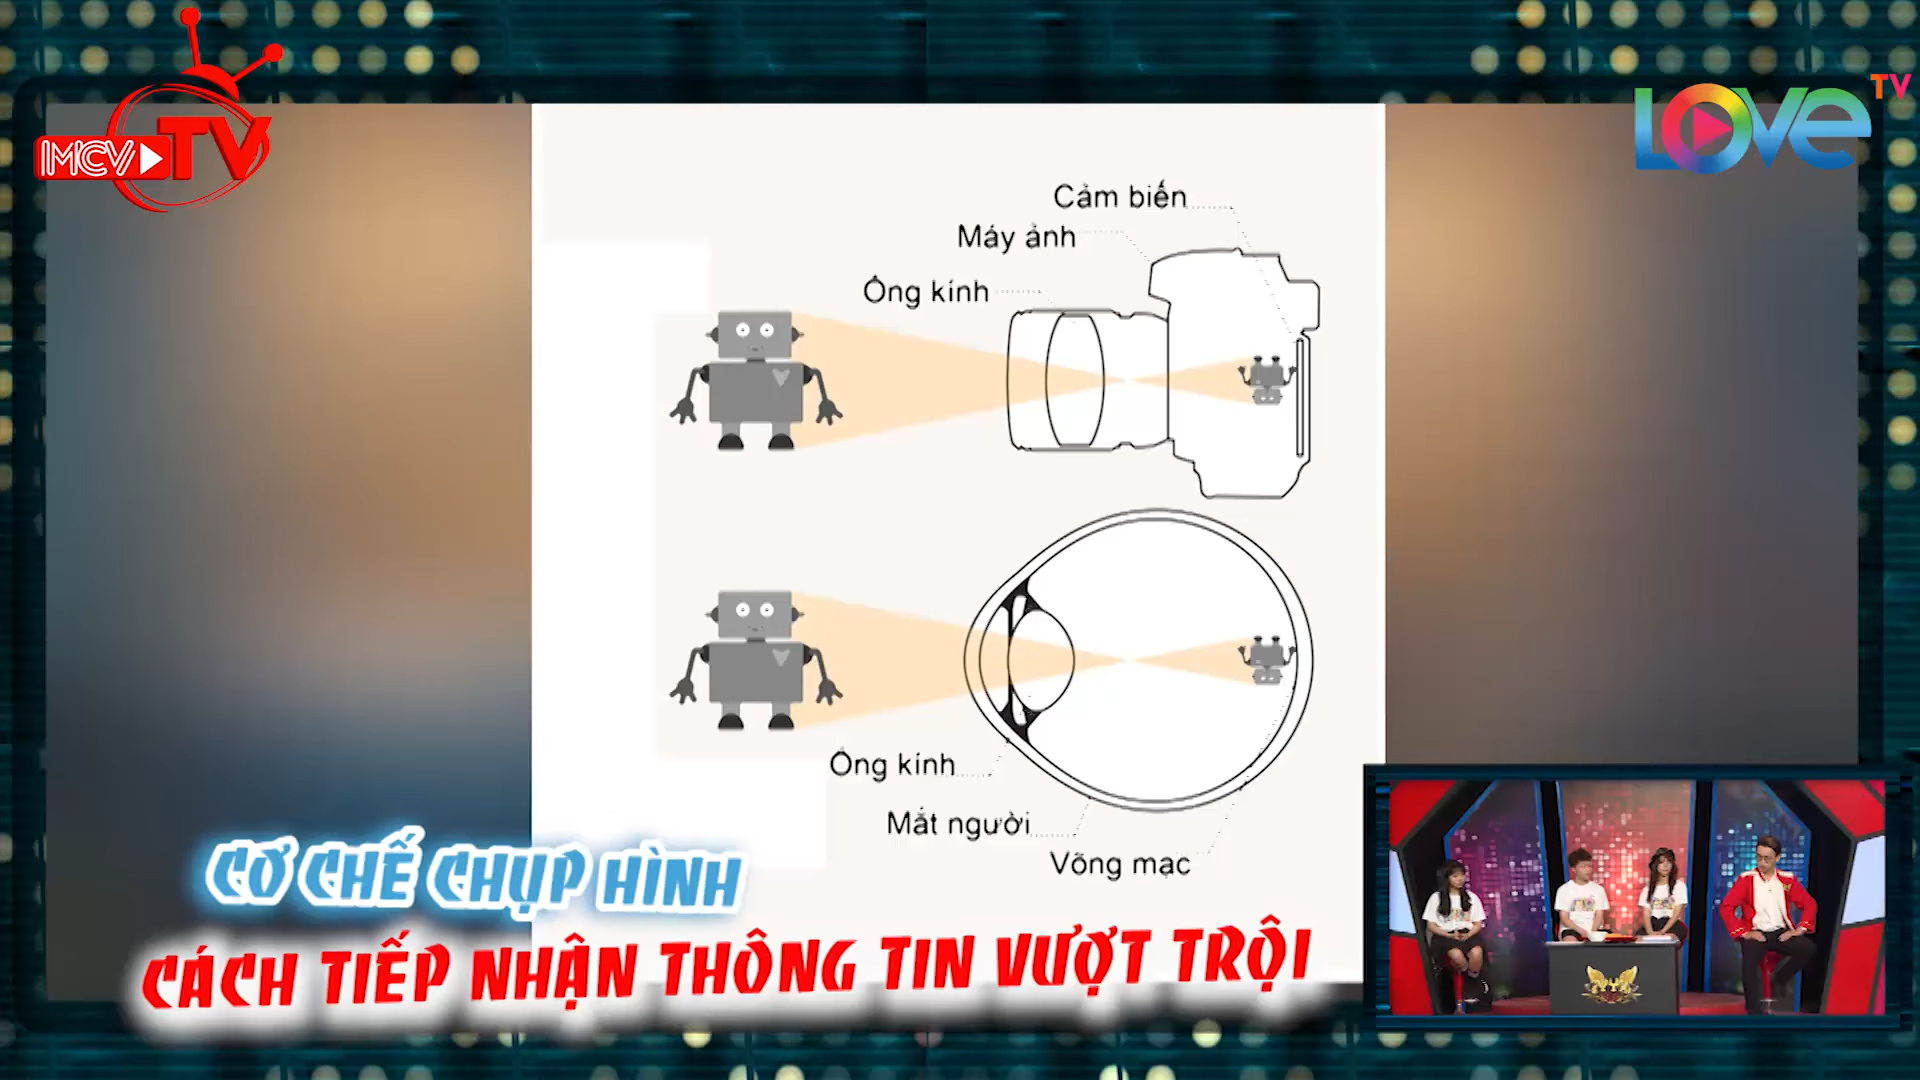 MCV TV
LOVE TV
Cảm biến
Máy ảnh
Ống kính
Ống kính
Mắt người
Võng mạc
CƠ CHẾ CHỤP HÌNH
CÁCH TIẾP NHẬN THÔNG TIN VƯỢT TRỘI